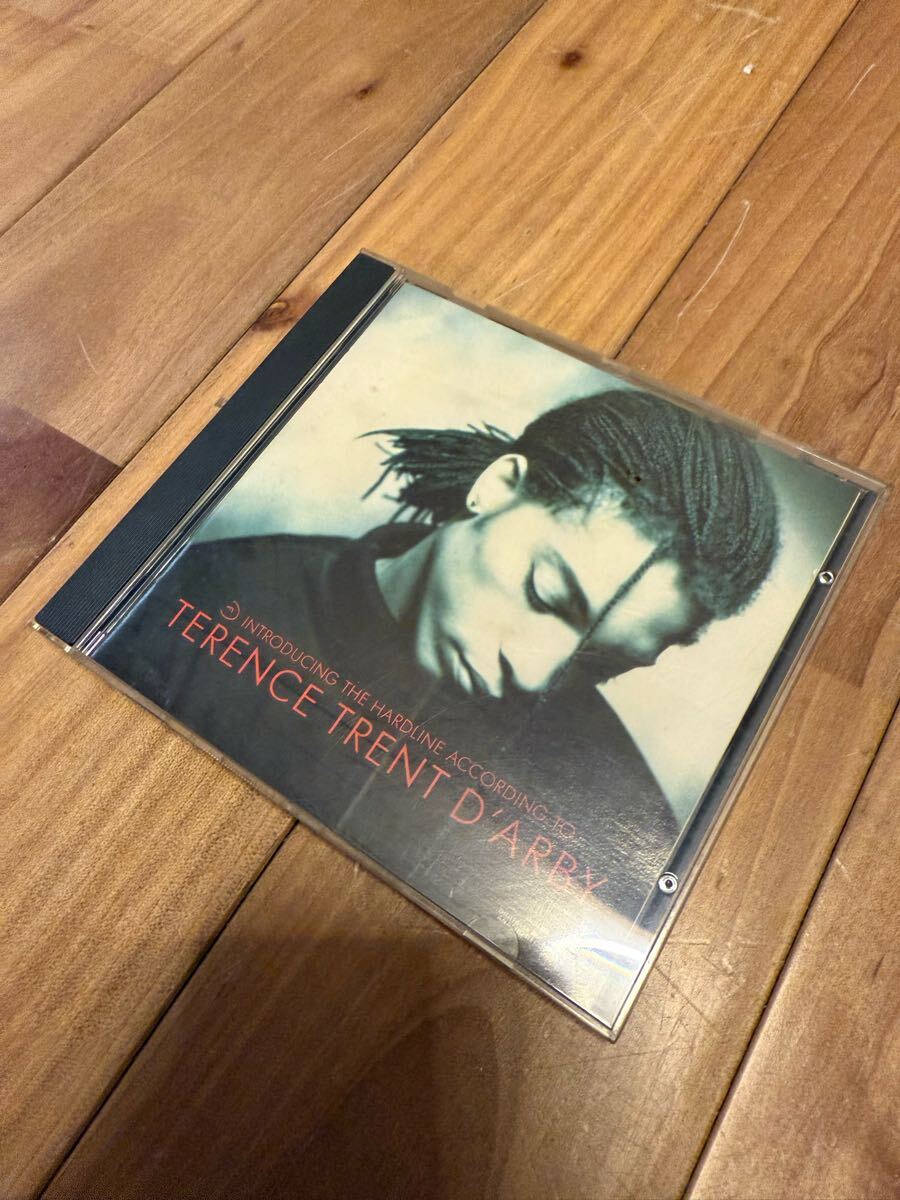 INTRODUCING THE HARDLINE ACCORDING TO
TERENCE TRENT D'ARBY